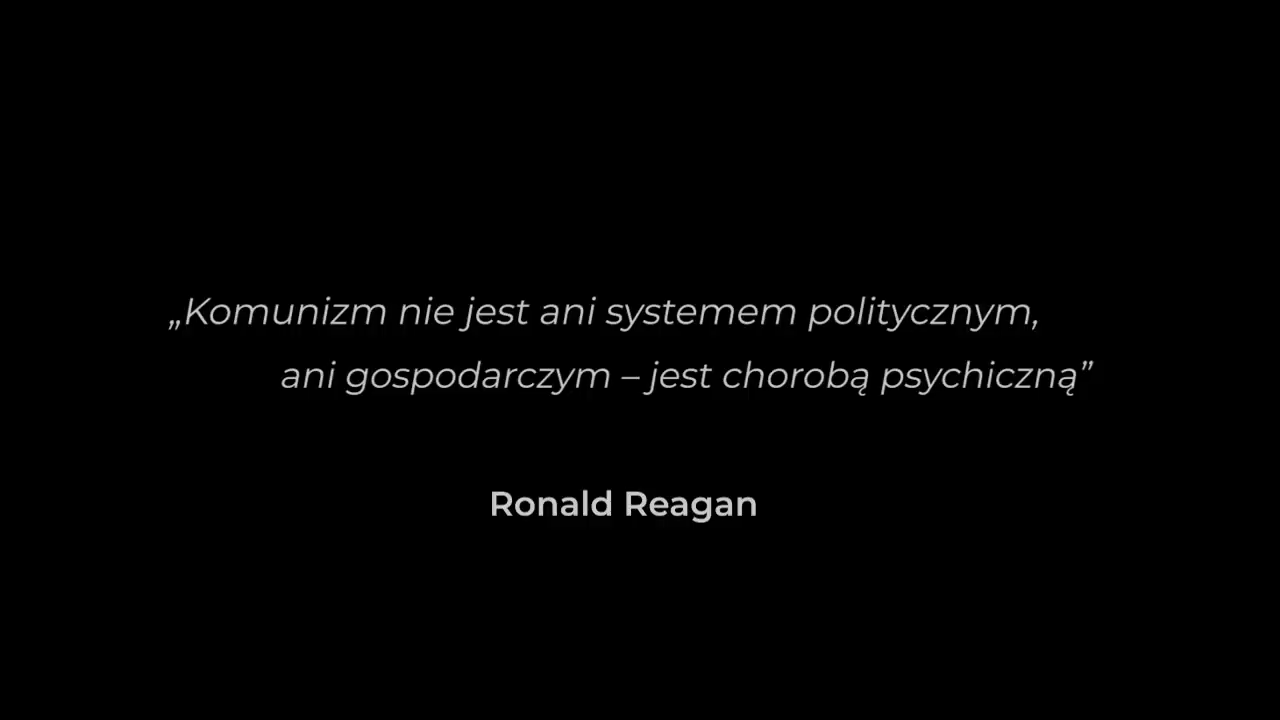 „Komunizm nie jest ani systemem politycznym,
ani gospodarczym – jest chorobą psychiczną”
Ronald Reagan